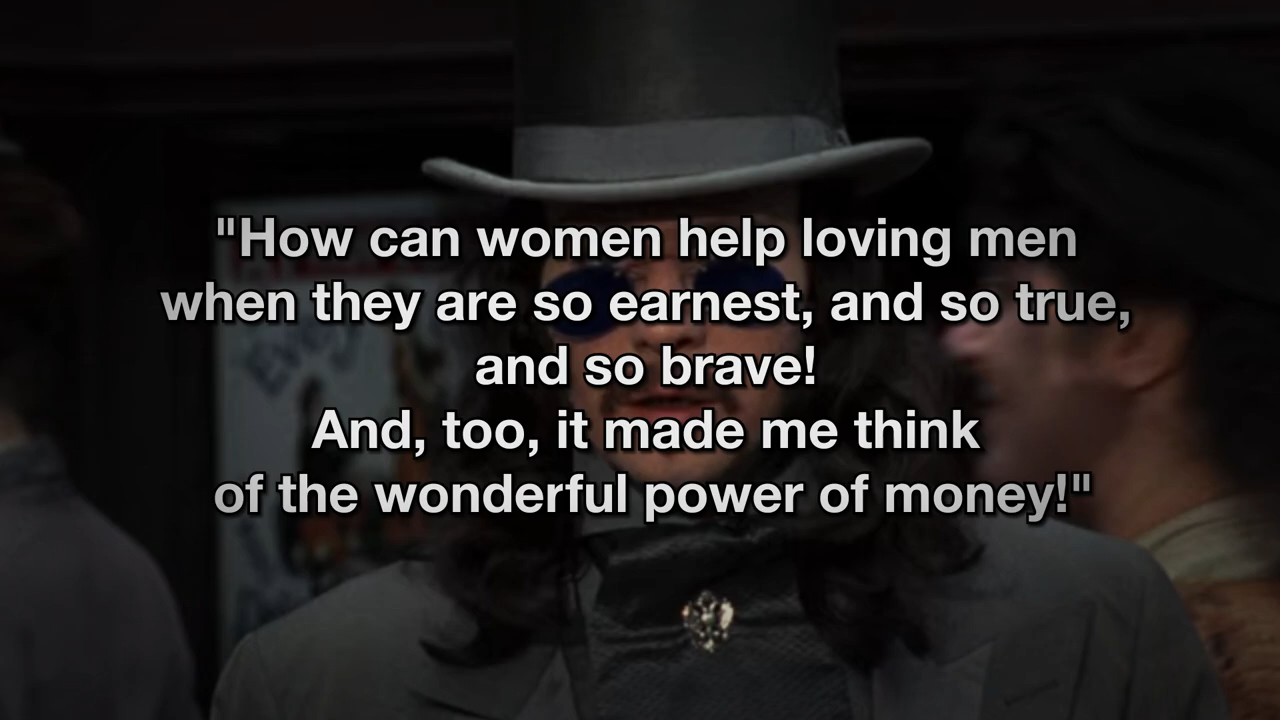 "How can women help loving men
when they are so earnest, and so true,
and so brave!
And, too, it made me think
of the wonderful power of money!"